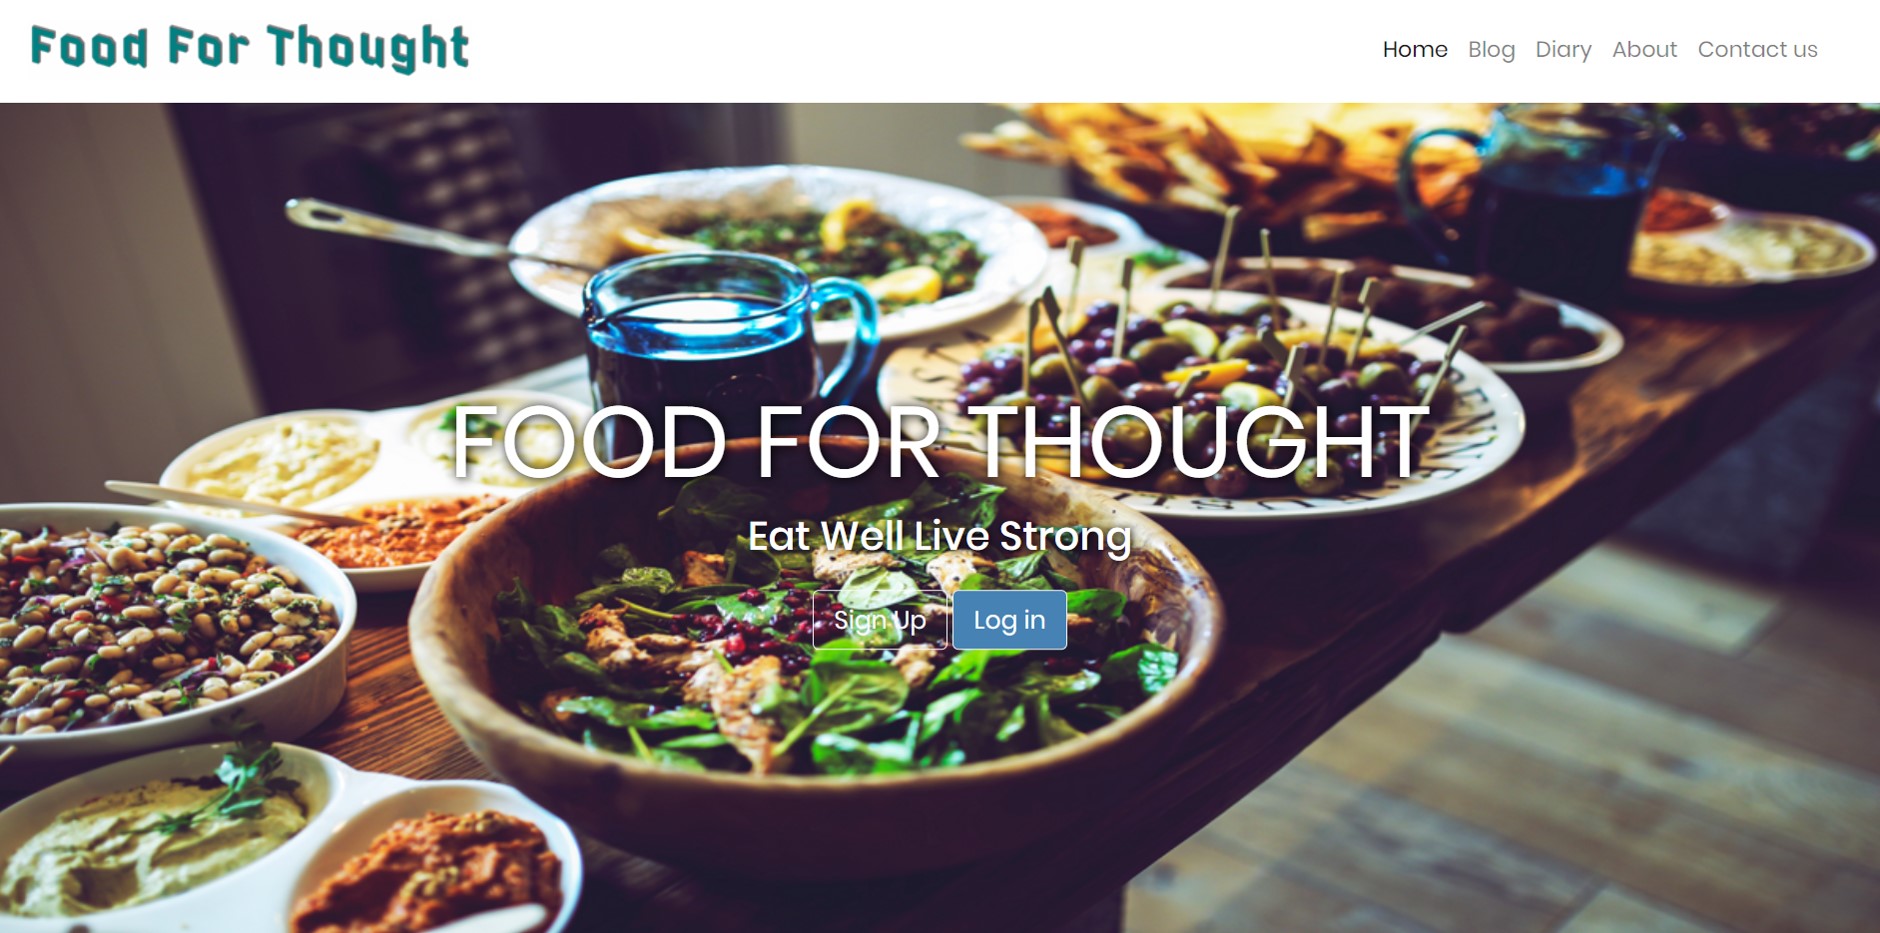 Food For Thought
Home Blog Diary About Contact us
FOOD FOR THOUGHT
Eat Well Live Strong
Sign Up Log in